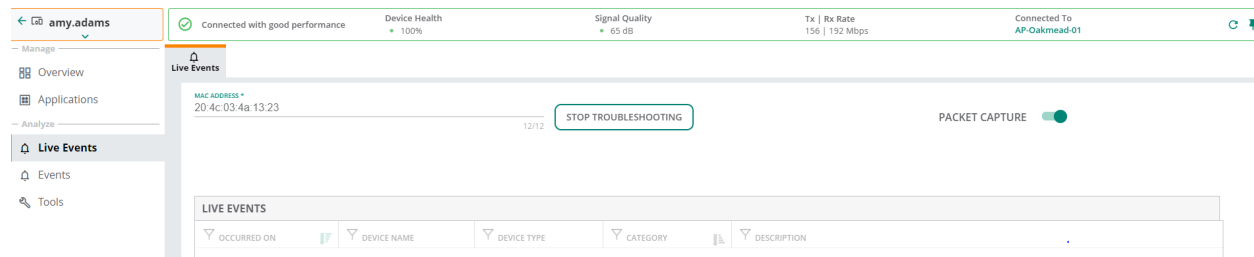 amy.adams
Connected with good performance
Device Health
100%
Signal Quality
65 dB
Tx | Rx Rate
156 | 192 Mbps
Connected To
AP-Oakmead-01
Manage
Overview
Applications
Analyze
Live Events
Events
Tools
Live Events
MAC ADDRESS *
20:4c:03:4a:13:23
12/12
STOP TROUBLESHOOTING
PACKET CAPTURE
LIVE EVENTS
OCCURRED ON DEVICE NAME DEVICE TYPE CATEGORY DESCRIPTION